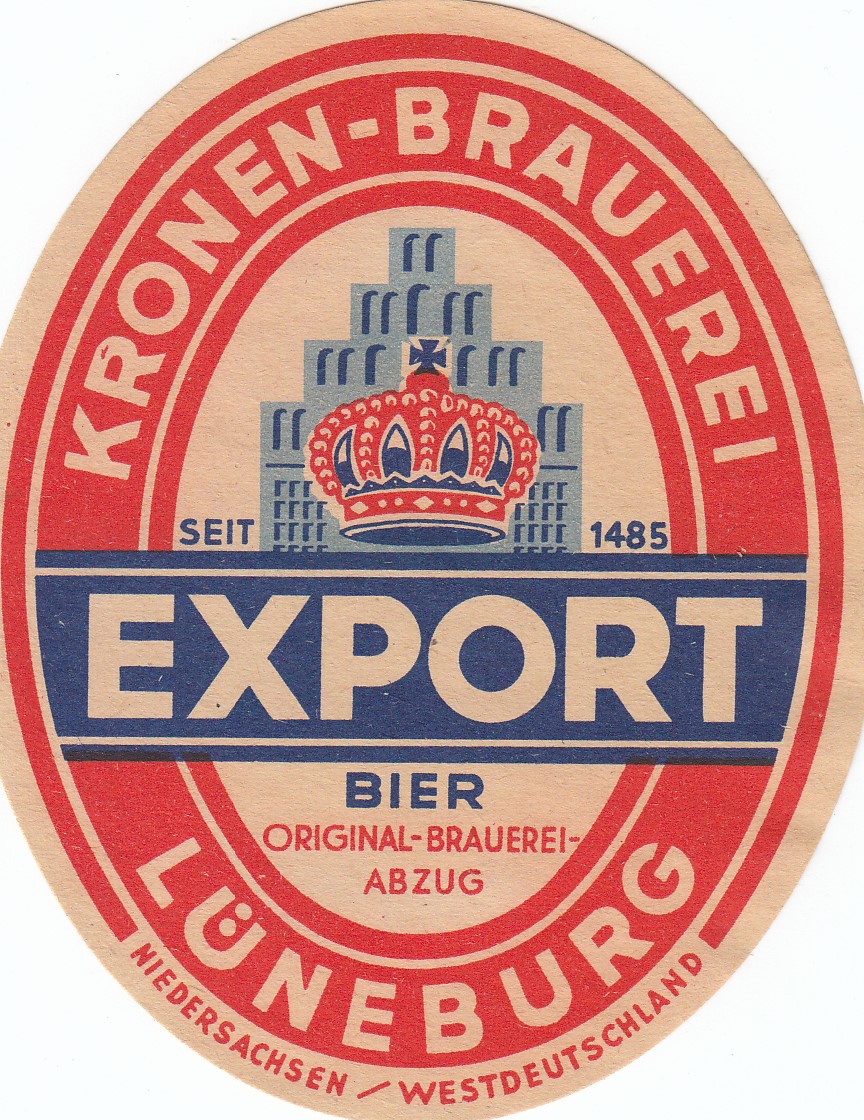 KRONEN-BRAUEREI
SEIT 1485
EXPORT
BIER
ORIGINAL-BRAUEREI-
ABZUG
LÜNEBURG
NIEDERSACHSEN / WESTDEUTSCHLAND